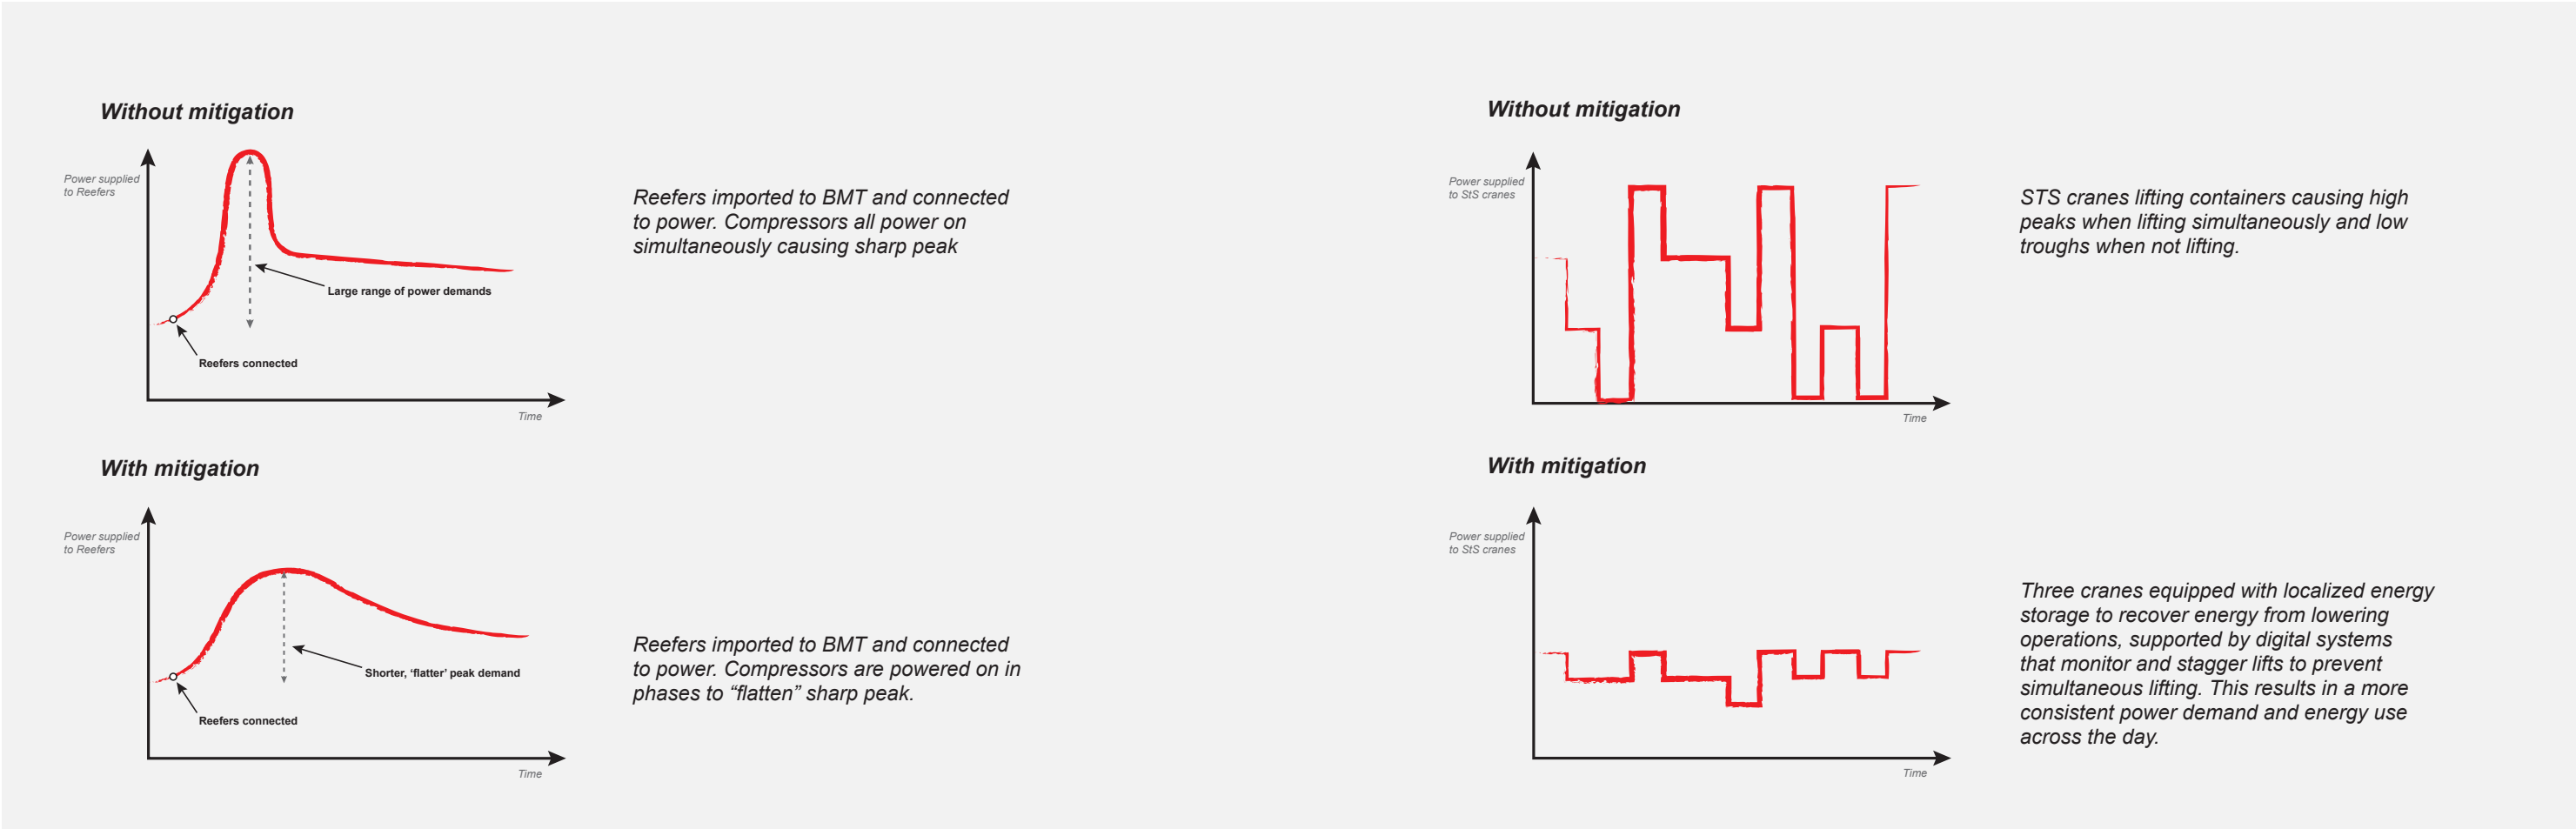 Without mitigation
Power supplied
to Reefers
Large range of power demands
Reefers connected
Time
Reefers imported to BMT and connected
to power. Compressors all power on
simultaneously causing sharp peak
With mitigation
Power supplied
to Reefers
Shorter, ‘flatter’ peak demand
Reefers connected
Time
Reefers imported to BMT and connected
to power. Compressors are powered on in
phases to “flatten” sharp peak.
Without mitigation
Power supplied
to StS cranes
Time
STS cranes lifting containers causing high
peaks when lifting simultaneously and low
troughs when not lifting.
With mitigation
Power supplied
to StS cranes
Time
Three cranes equipped with localized energy
storage to recover energy from lowering
operations, supported by digital systems
that monitor and stagger lifts to prevent
simultaneous lifting. This results in a more
consistent power demand and energy use
across the day.